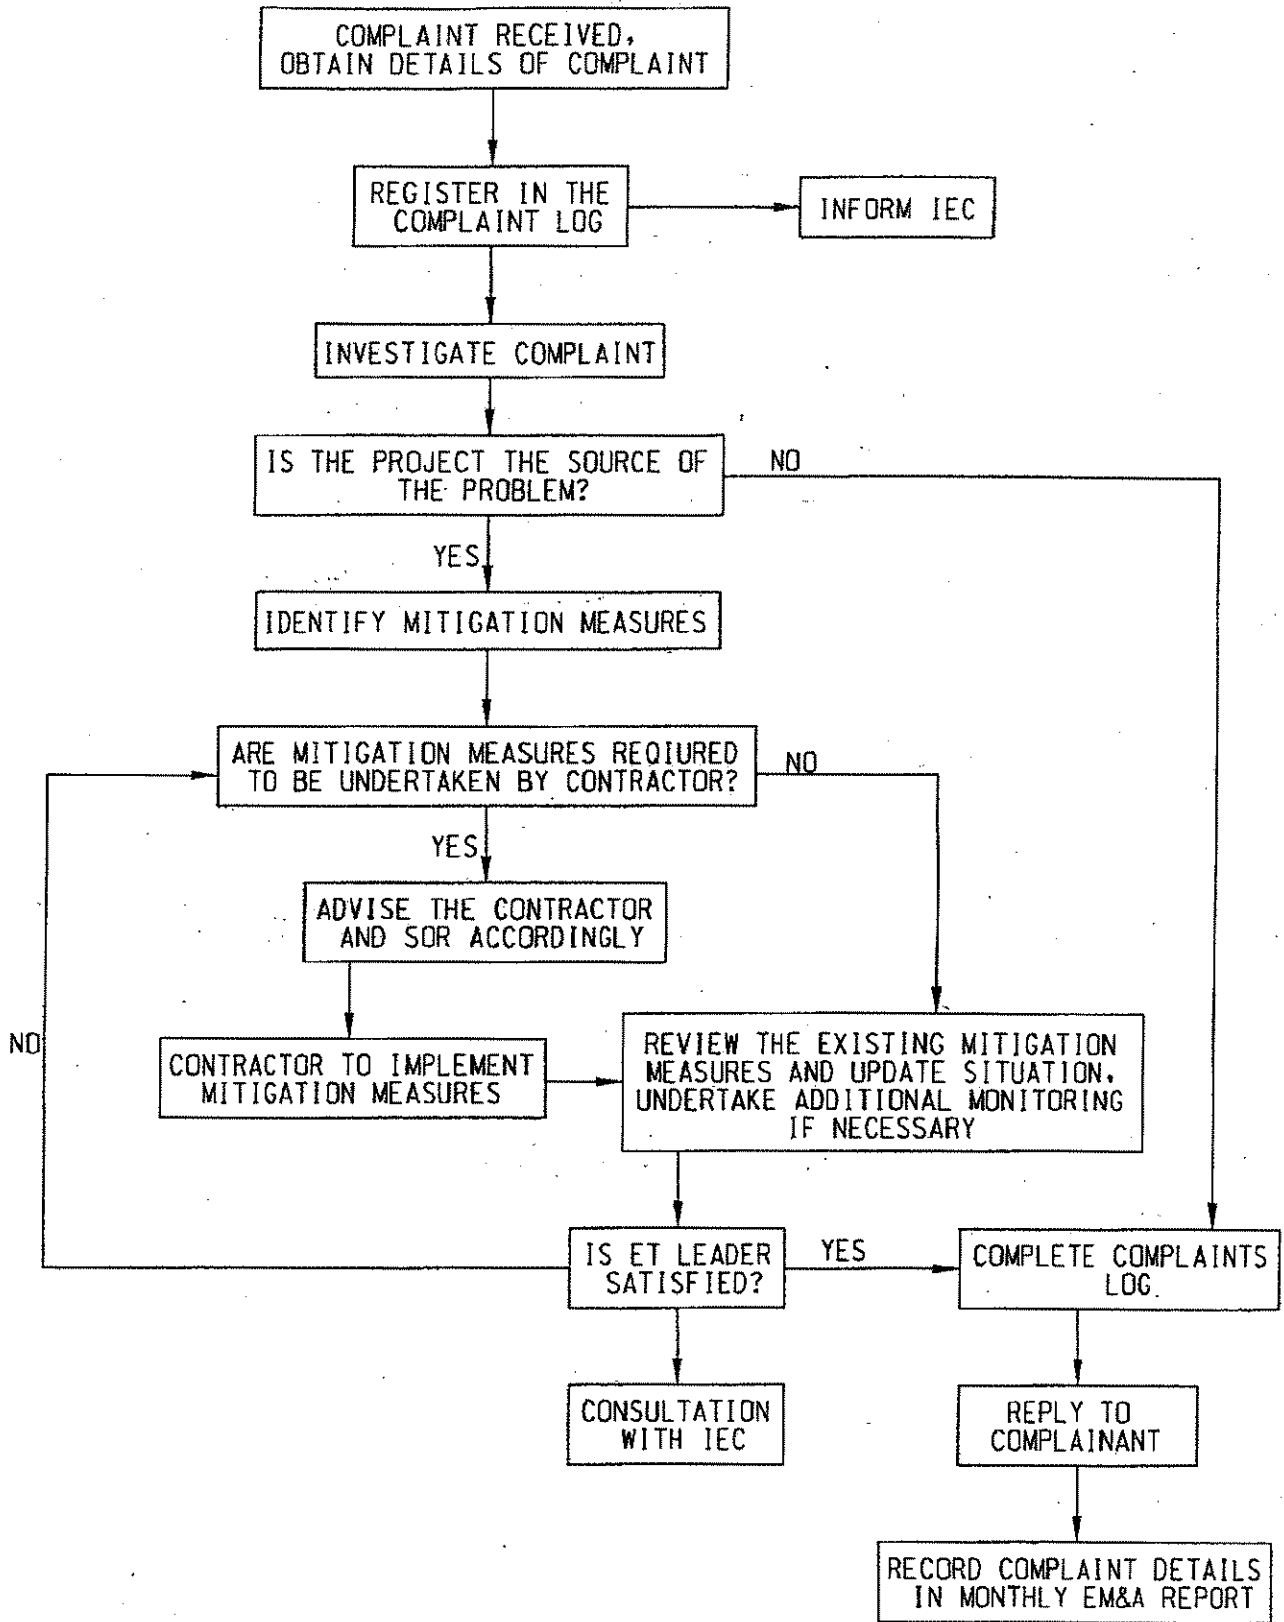 COMPLAINT RECEIVED,
OBTAIN DETAILS OF COMPLAINT
REGISTER IN THE
COMPLAINT LOG
INFORM IEC
INVESTIGATE COMPLAINT
IS THE PROJECT THE SOURCE OF
THE PROBLEM?
NO
YES
IDENTIFY MITIGATION MEASURES
ARE MITIGATION MEASURES REQIURED
TO BE UNDERTAKEN BY CONTRACTOR?
NO
YES
ADVISE THE CONTRACTOR
AND SOR ACCORDINGLY
NO
CONTRACTOR TO IMPLEMENT
MITIGATION MEASURES
REVIEW THE EXISTING MITIGATION
MEASURES AND UPDATE SITUATION,
UNDERTAKE ADDITIONAL MONITORING
IF NECESSARY
IS ET LEADER
SATISFIED?
YES
COMPLETE COMPLAINTS
LOG.
CONSULTATION
WITH IEC
REPLY TO
COMPLAINANT
RECORD COMPLAINT DETAILS
IN MONTHLY EM&A REPORT